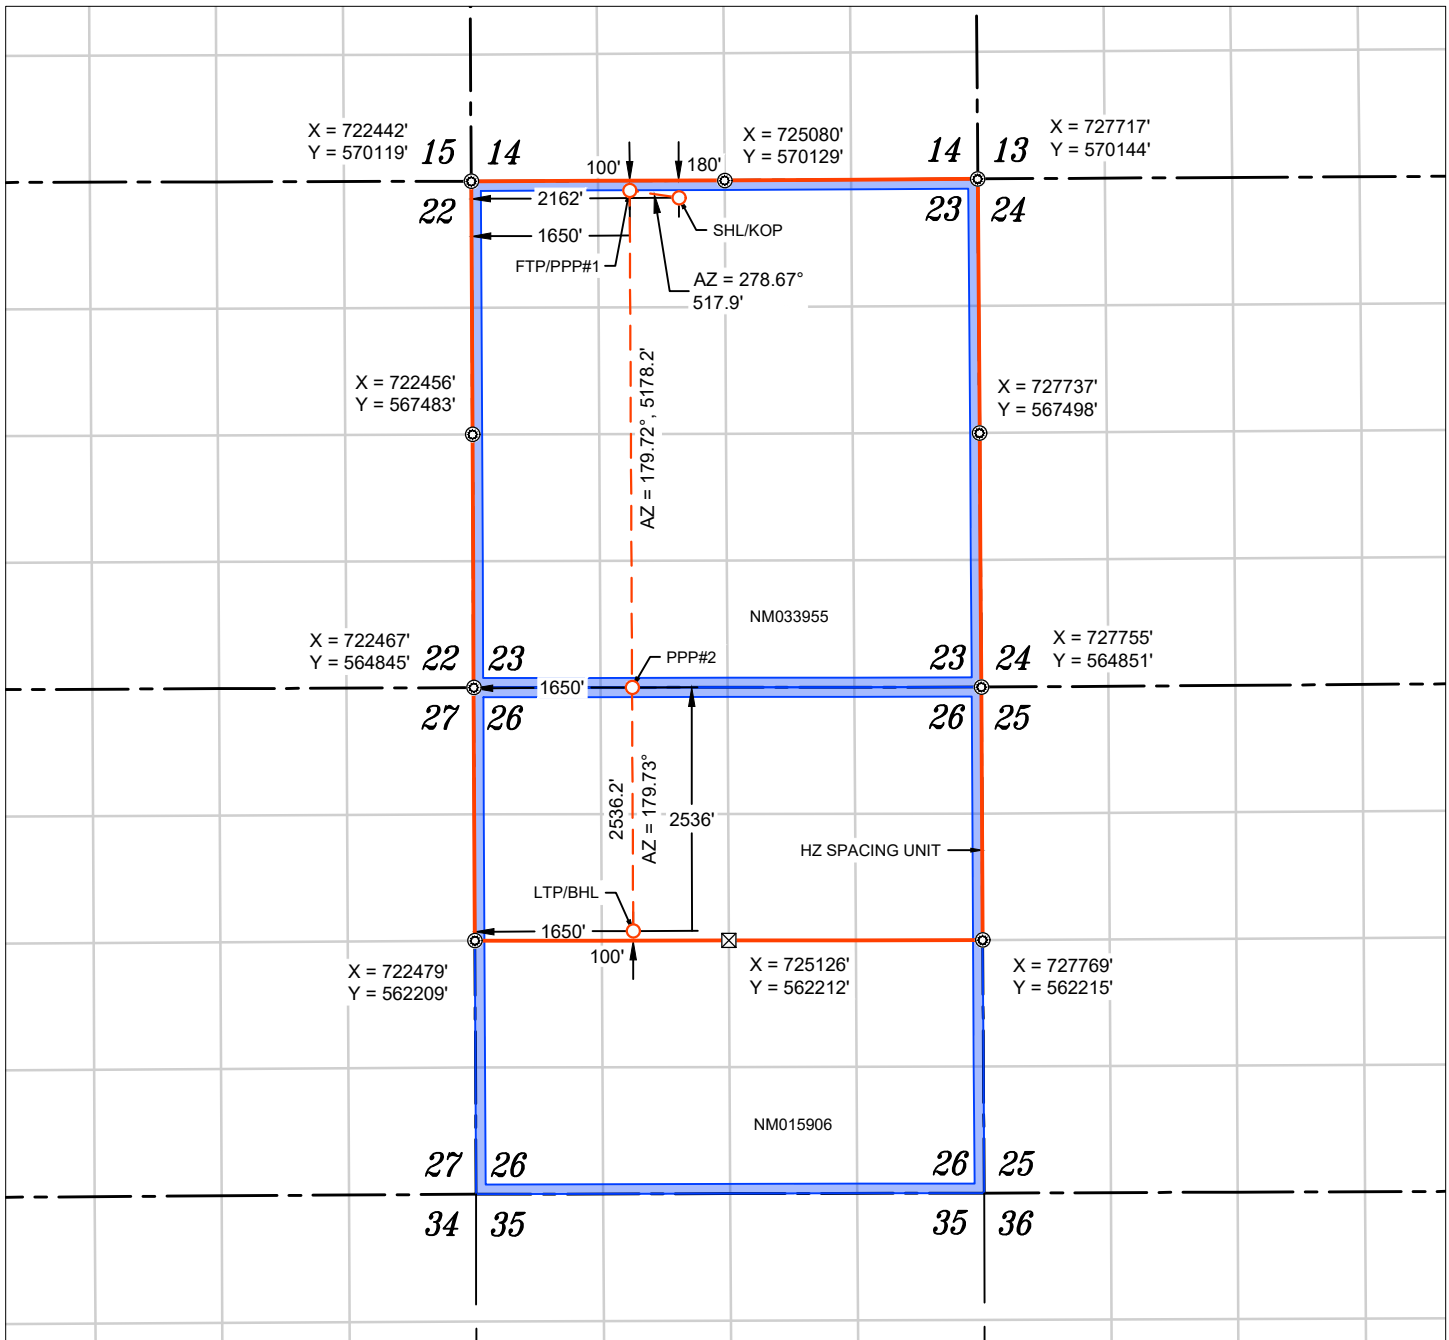 X = 722442'
Y = 570119'
15 14
X = 725080'
Y = 570129'
14 13
X = 727717'
Y = 570144'
100'
180'
22
2162'
23 24
1650'
SHL/KOP
FTP/PPP#1
AZ = 278.67°
517.9'
X = 722456'
Y = 567483'
AZ = 179.72°, 5178.2'
X = 727737'
Y = 567498'
NM033955
X = 722467'
Y = 564845'
22 23
PPP#2
23 24
X = 727755'
Y = 564851'
1650'
27 26
26 25
2536.2'
AZ = 179.73°
2536'
HZ SPACING UNIT
LTP/BHL
1650'
100'
X = 722479'
Y = 562209'
X = 725126'
Y = 562212'
X = 727769'
Y = 562215'
NM015906
27 26
26 25
34 35
35 36